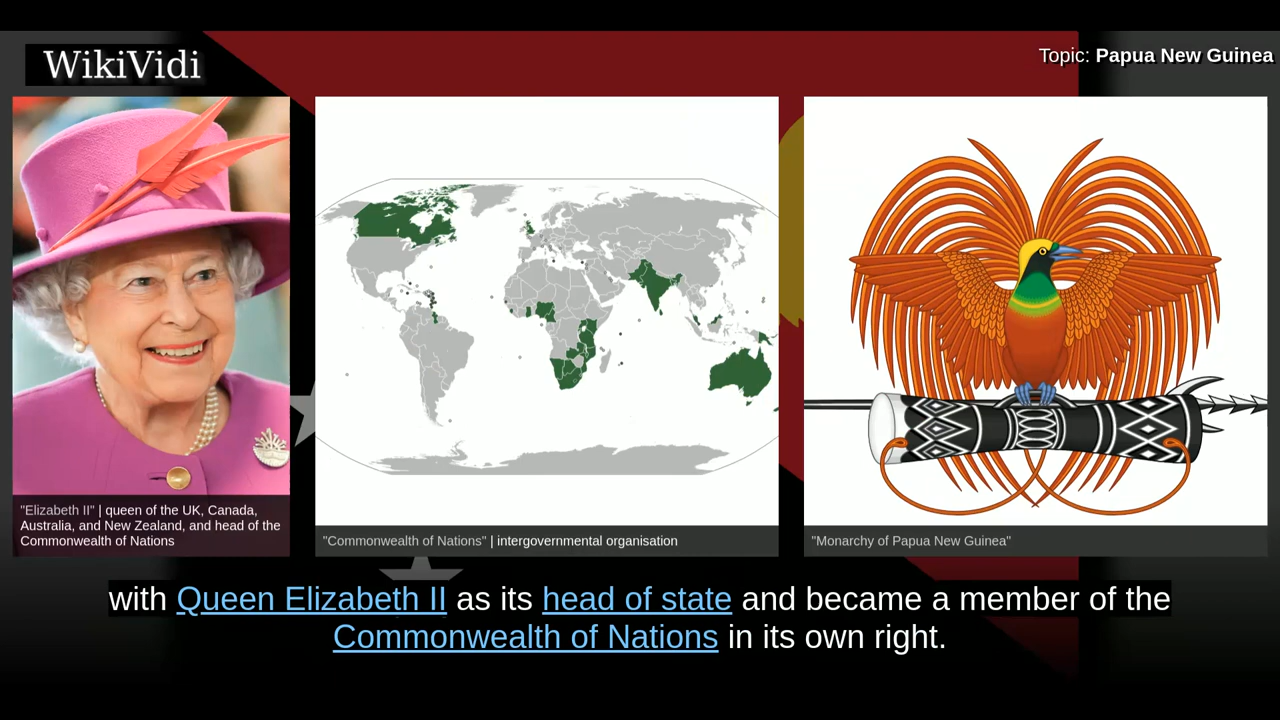 WikiVidi
Topic: Papua New Guinea
"Elizabeth II" | queen of the UK, Canada,
Australia, and New Zealand, and head of the
Commonwealth of Nations
"Commonwealth of Nations" | intergovernmental organisation
"Monarchy of Papua New Guinea"
with Queen Elizabeth II as its head of state and became a member of the
Commonwealth of Nations in its own right.